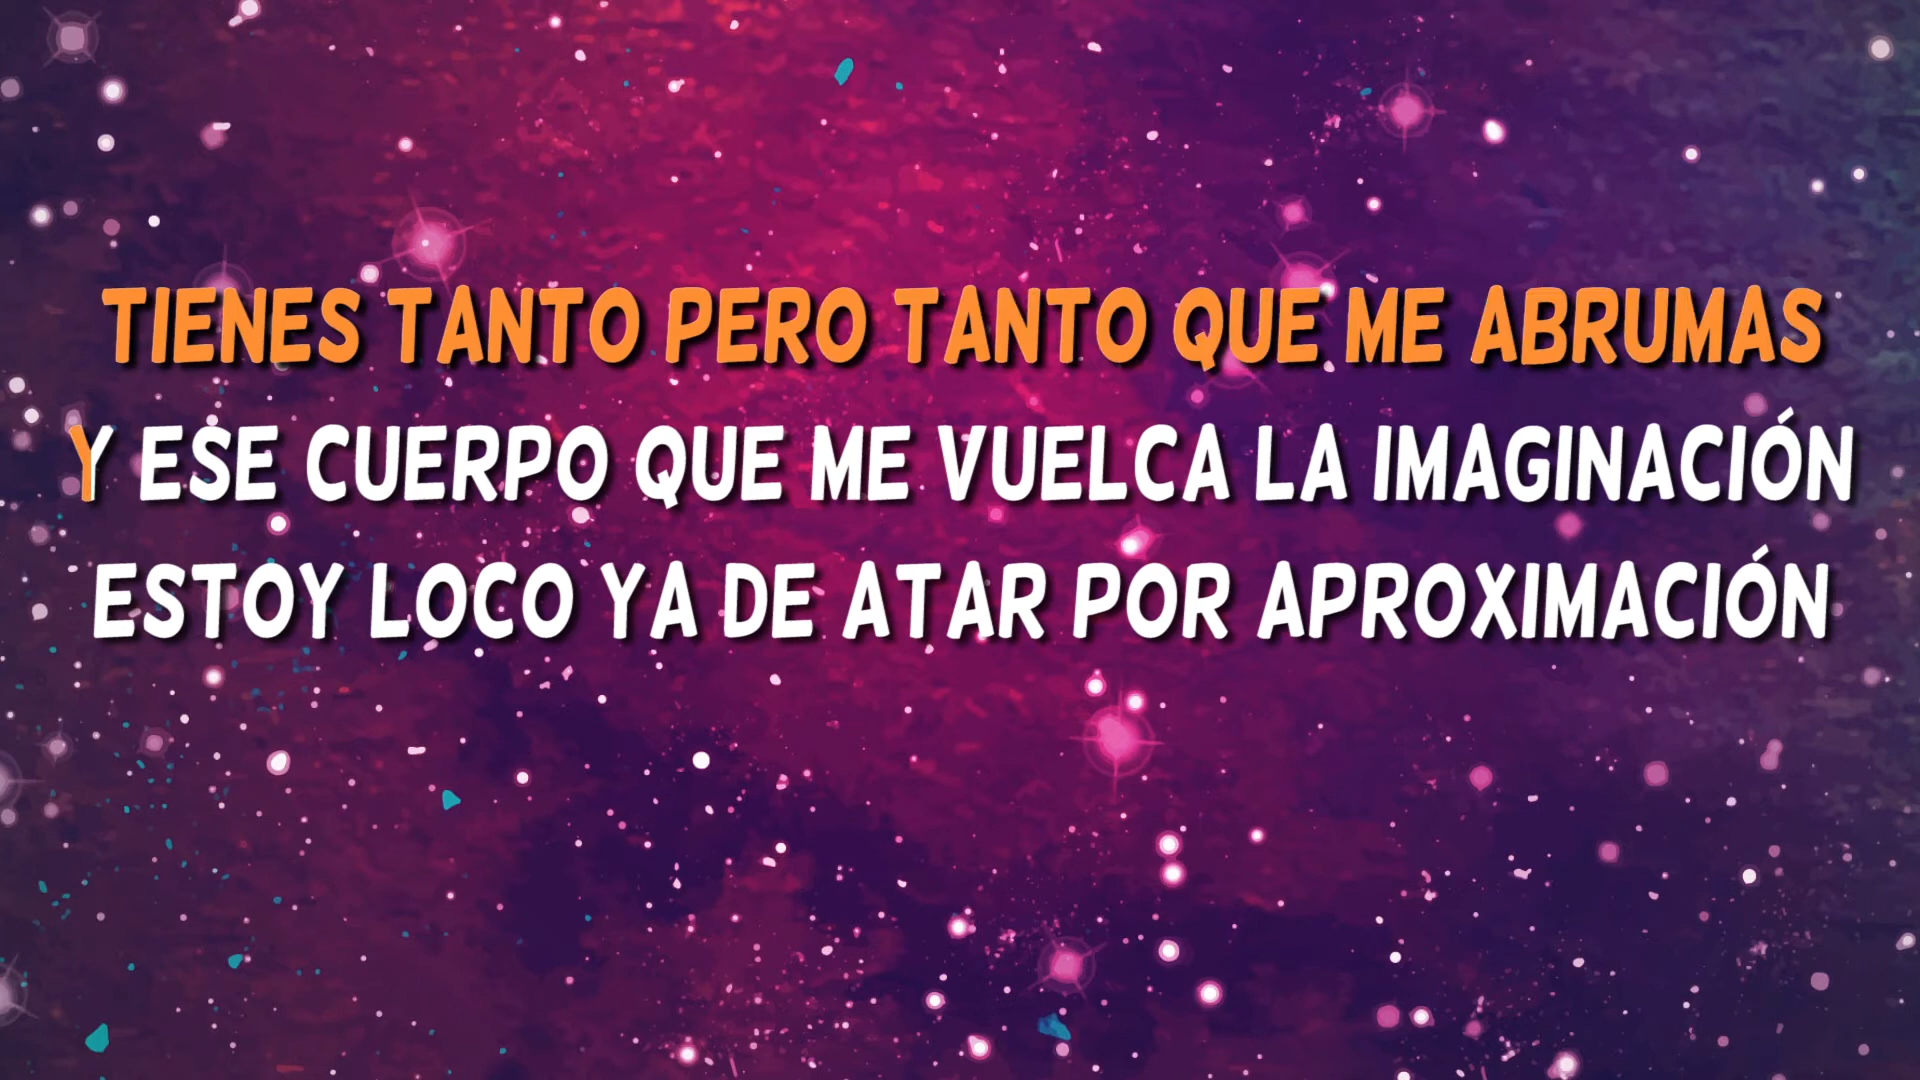 TIENES TANTO PERO TANTO QUE ME ABRUMAS
Y ESE CUERPO QUE ME VUELCA LA IMAGINACIÓN
ESTOY LOCO YA DE ATAR POR APROXIMACIÓN